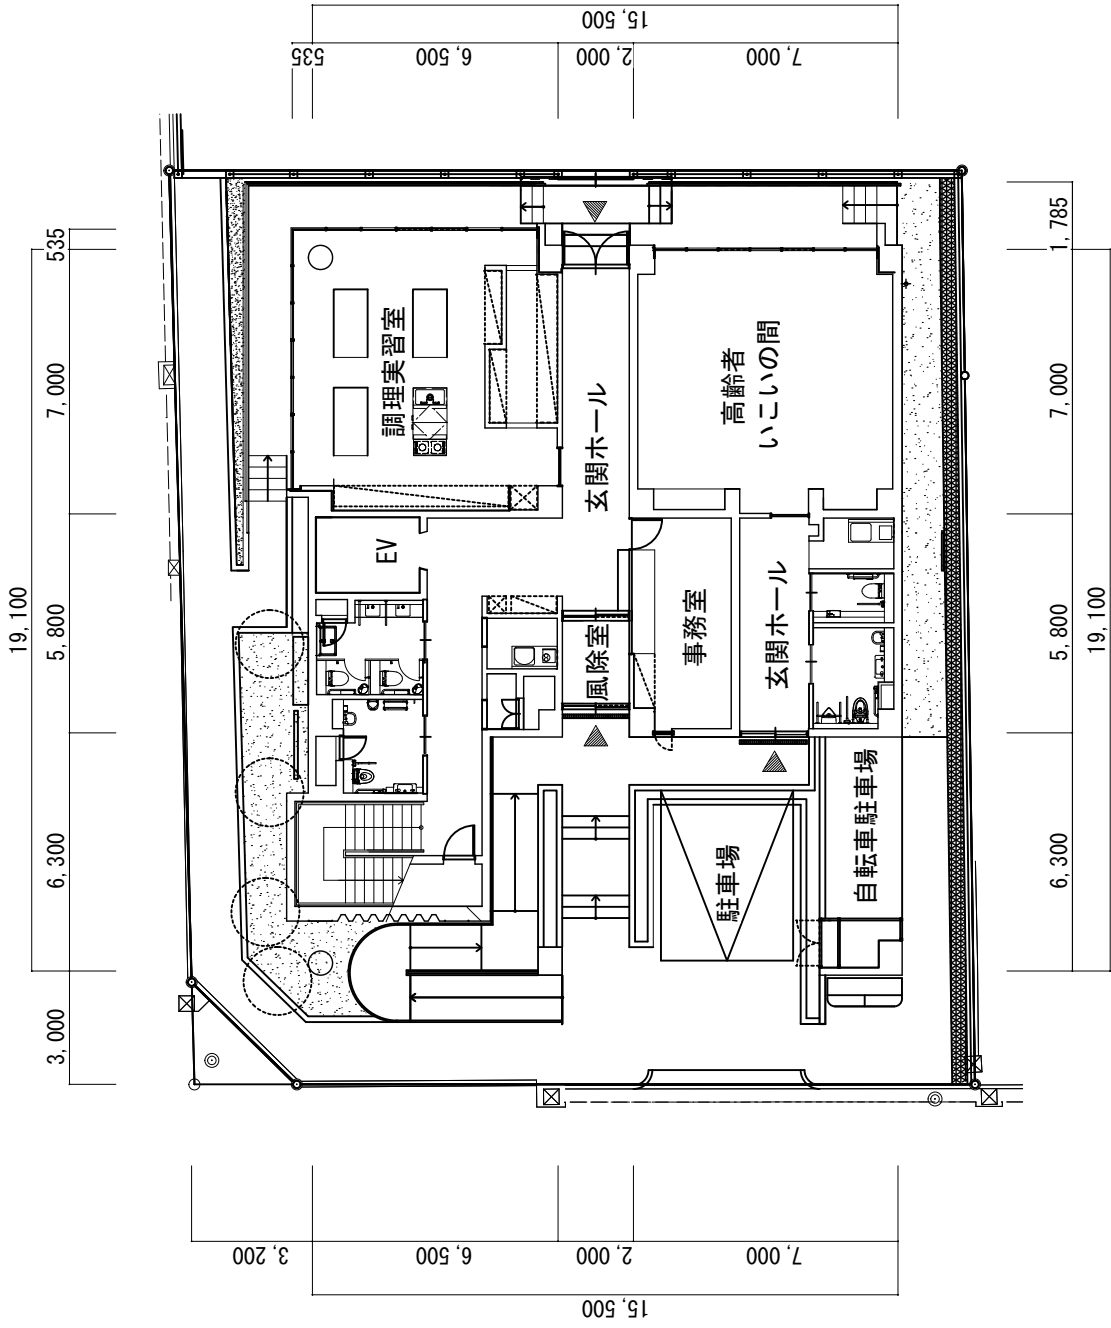 15,500
535
6,500
2,000
7,000
535
7,000
19,100
5,800
6,300
3,000
1,785
7,000
5,800
19,100
6,300
調理実習室
玄関ホール
高齢者
いこいの間
EV
風除室
事務室
玄関ホール
駐車場
自転車駐車場
3,200
6,500
2,000
7,000
15,500